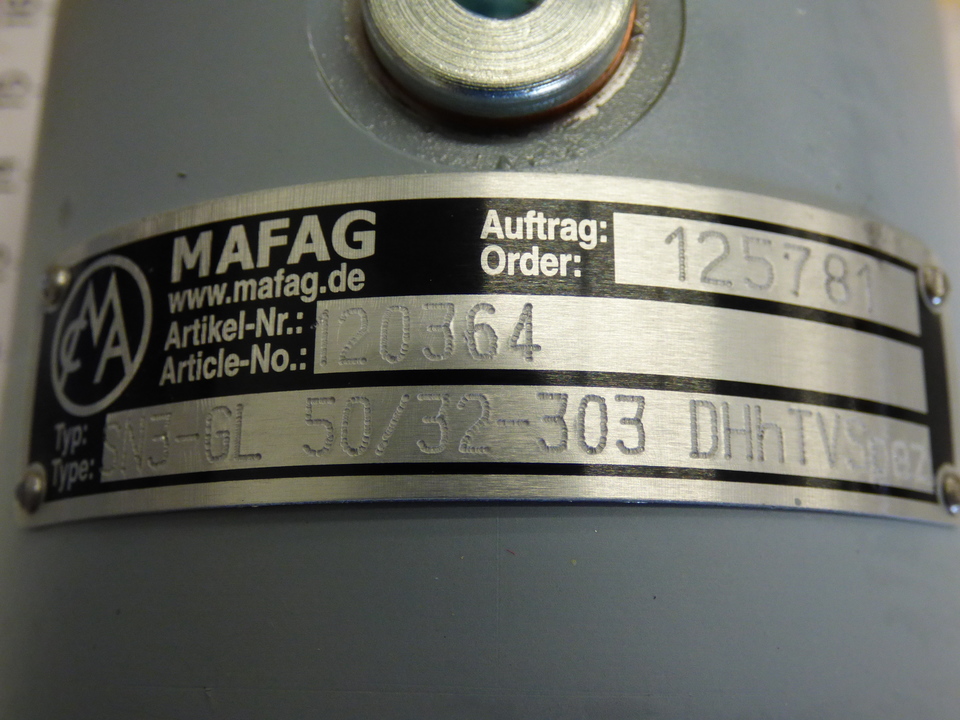 MAFAG
www.mafag.de
Auftrag:
Order: 125781
Artikel-Nr.:
Article-No.: 120364
Typ:
Type: SN3-GL 50/32-303 DHhTVSpez